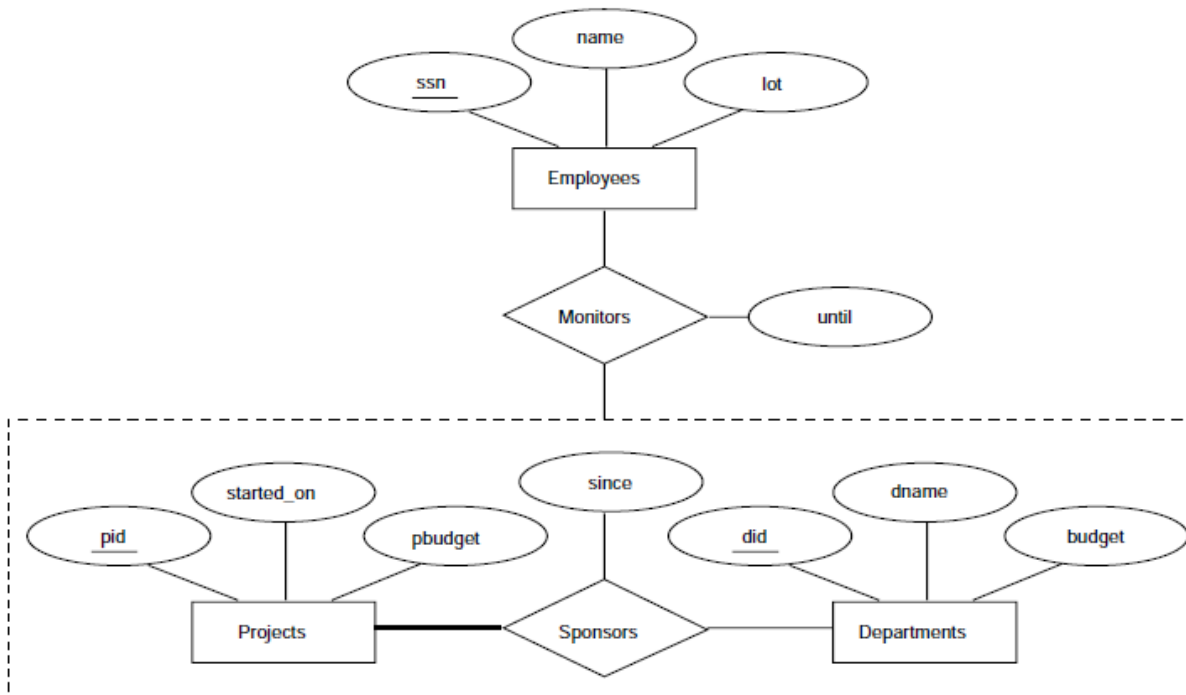 name
ssn
lot
Employees
Monitors
until
since
started_on
dname
pid
pbudget
did
budget
Projects
Sponsors
Departments